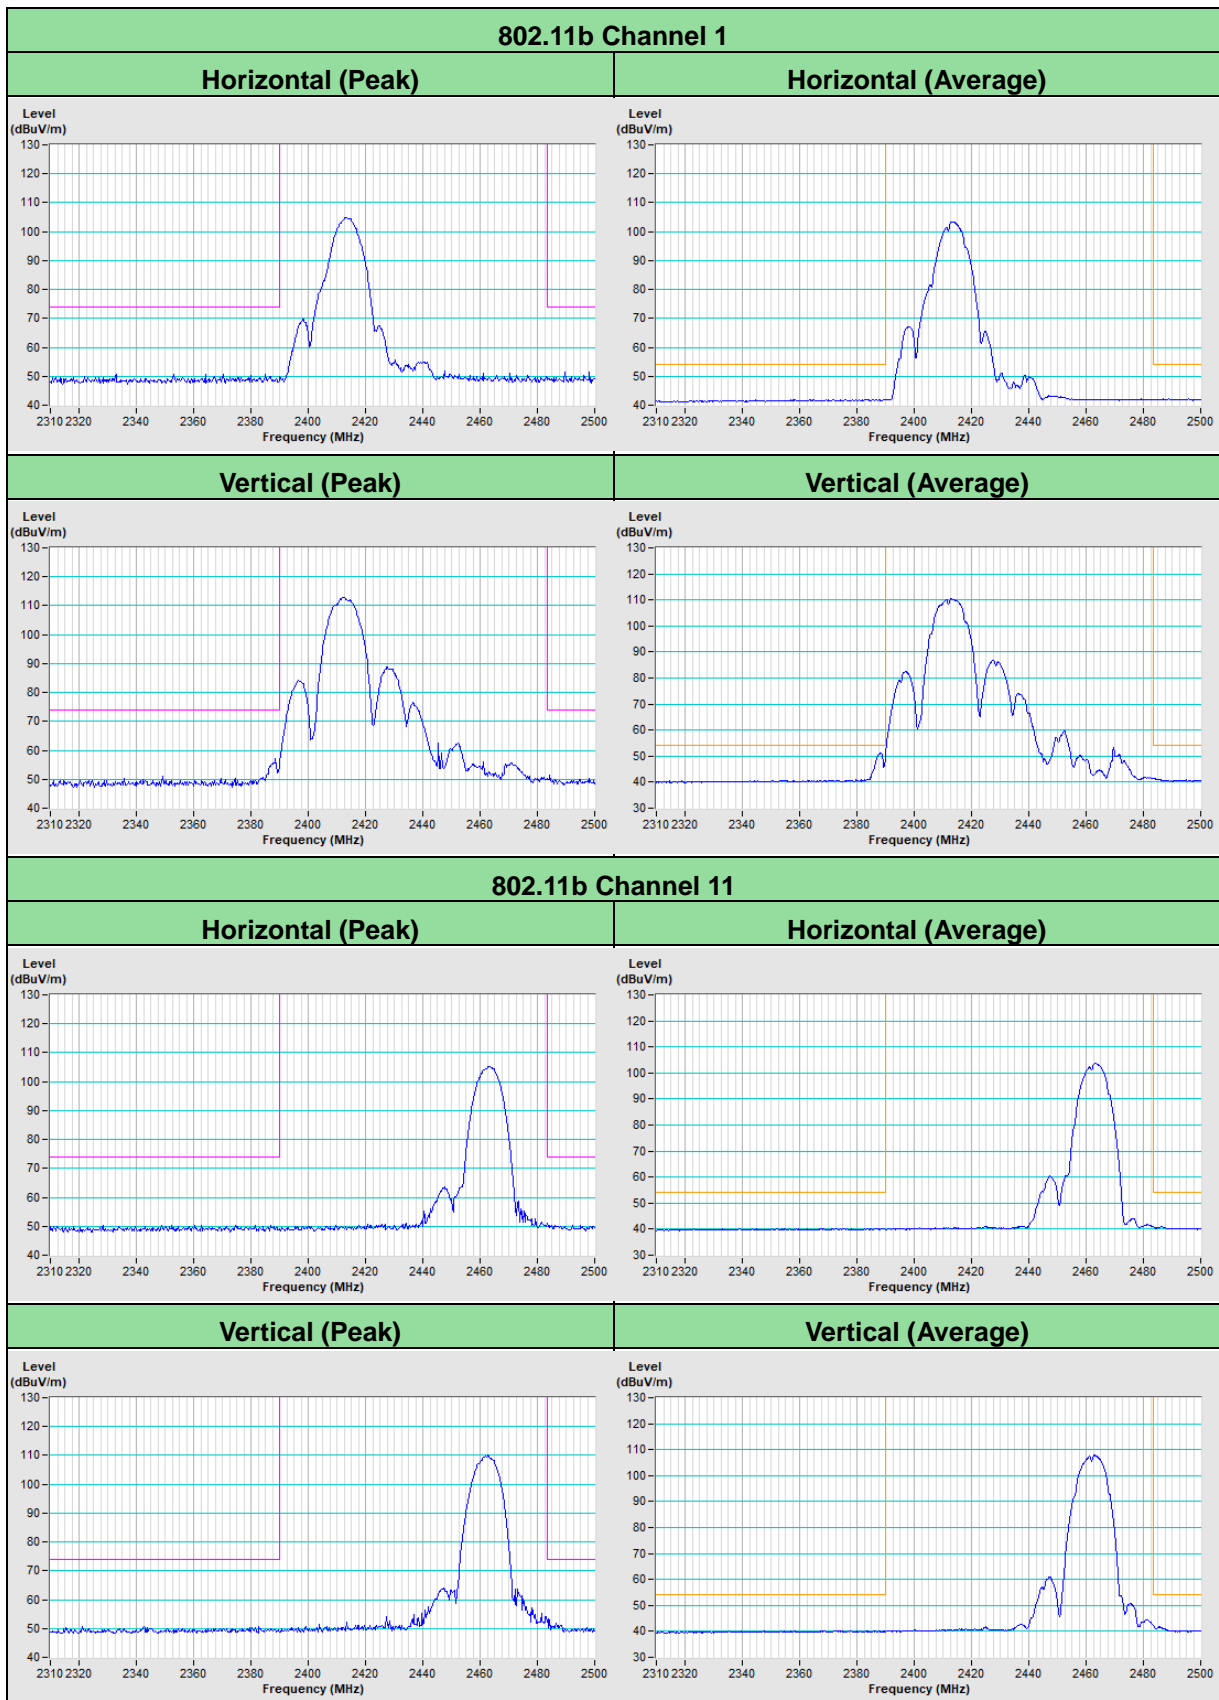 802.11b Channel 1
Horizontal (Peak) Horizontal (Average)
Level Level
(dBuV/m) (dBuV/m)
130 130
120 120
110 110
100 100
90 90
80 80
70 70
60 60
50 50
40 40
2310 2320 2340 2360 2380 2400 2420 2440 2460 2480 2500 2310 2320 2340 2360 2380 2400 2420 2440 2460 2480 2500
Frequency (MHz) Frequency (MHz)
Vertical (Peak) Vertical (Average)
Level Level
(dBuV/m) (dBuV/m)
130 130
120 120
110 110
100 100
90 90
80 80
70 70
60 60
50 50
40 40
30
2310 2320 2340 2360 2380 2400 2420 2440 2460 2480 2500 2310 2320 2340 2360 2380 2400 2420 2440 2460 2480 2500
Frequency (MHz) Frequency (MHz)
802.11b Channel 11
Horizontal (Peak) Horizontal (Average)
Level Level
(dBuV/m) (dBuV/m)
130 130
120 120
110 110
100 100
90 90
80 80
70 70
60 60
50 50
40 40
30
2310 2320 2340 2360 2380 2400 2420 2440 2460 2480 2500 2310 2320 2340 2360 2380 2400 2420 2440 2460 2480 2500
Frequency (MHz) Frequency (MHz)
Vertical (Peak) Vertical (Average)
Level Level
(dBuV/m) (dBuV/m)
130 130
120 120
110 110
100 100
90 90
80 80
70 70
60 60
50 50
40 40
30
2310 2320 2340 2360 2380 2400 2420 2440 2460 2480 2500 2310 2320 2340 2360 2380 2400 2420 2440 2460 2480 2500
Frequency (MHz) Frequency (MHz)